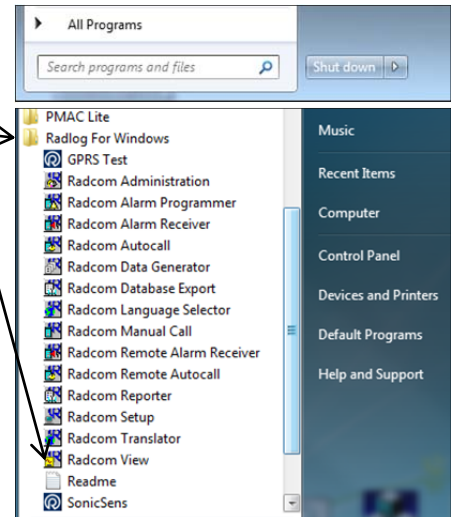 All Programs
Search programs and files
Shut down
PMAC Lite
Radlog For Windows
GPRS Test
Radcom Administration
Radcom Alarm Programmer
Radcom Alarm Receiver
Radcom Autocall
Radcom Data Generator
Radcom Database Export
Radcom Language Selector
Radcom Manual Call
Radcom Remote Alarm Receiver
Radcom Remote Autocall
Radcom Reporter
Radcom Setup
Radcom Translator
Radcom View
Readme
SonicSens
Music
Recent Items
Computer
Control Panel
Devices and Printers
Default Programs
Help and Support